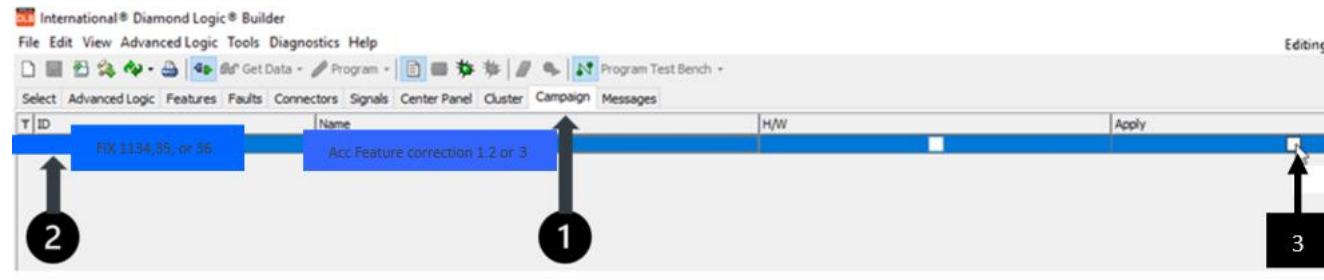 DLB International® Diamond Logic® Builder
File Edit View Advanced Logic Tools Diagnostics Help
Editing
Get Data Program Program Test Bench
Select Advanced Logic Features Faults Connectors Signals Center Panel Cluster Campaign Messages
ID Name H/W Apply
FIX 1134,35, or 36. Acc Feature correction 1.2 or 3
2 1 3